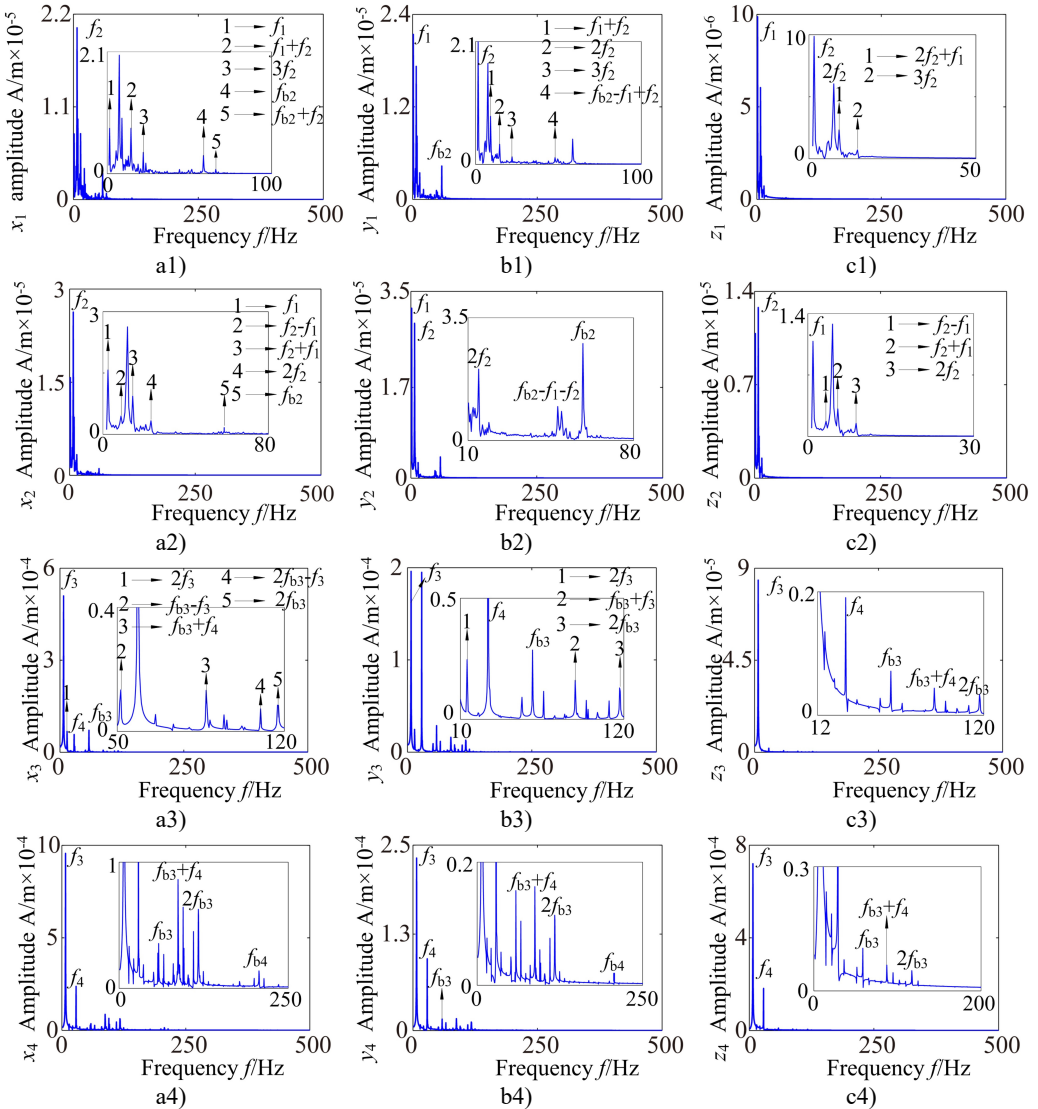 x1 amplitude A/m×10-5
2.2
1.1
0
f2
1 → f1
2 → f1+f2
3 → 3f2
4 → fb2
5 → fb2+f2
2.1
1 2 3 4 5
0
0 100
0 250 500
Frequency f/Hz
a1)
y1 Amplitude A/m×10-5
2.4
1.2
0
f1
fb2
1 → f1+f2
2 → 2f2
3 → 3f2
4 → fb2-f1+f2
2.1
f2
1 2 3 4
0
0 100
0 250 500
Frequency f/Hz
b1)
z1 Amplitude A/m×10-6
10
5
0
f1
10
f2
2f2
1 → 2f2+f1
2 → 3f2
1 2
0
0 50
0 250 500
Frequency f/Hz
c1)
x2 Amplitude A/m×10-5
3
1.5
0
f2
1 → f1
2 → f2-f1
3 → f2+f1
4 → 2f2
5 → fb2
3
1 2 3 4 5
0
0 80
0 250 500
Frequency f/Hz
a2)
y2 Amplitude A/m×10-5
3.5
1.7
0
f1
f2
3.5
2f2
fb2-f1-f2
fb2
0
10 80
0 250 500
Frequency f/Hz
b2)
z2 Amplitude A/m×10-5
1.4
0.7
0
f2
1.4
f1
1 → f2-f1
2 → f2+f1
3 → 2f2
1 2 3
0
0 30
0 250 500
Frequency f/Hz
c2)
x3 Amplitude A/m×10-4
6
3
0
f3
1 → 2f3
2 → fb3-f3
3 → fb3+f4
4 → 2fb3-f3
5 → 2fb3
0.4
1
f4
fb3
2 3 4 5
0
50 120
0 250 500
Frequency f/Hz
a3)
y3 Amplitude A/m×10-4
2
1
0
f3
1 → 2f3
2 → fb3+f3
3 → 2fb3
0.5
f4
fb3
1 2 3
0
10 120
0 250 500
Frequency f/Hz
b3)
z3 Amplitude A/m×10-5
9
4.5
0
f3
0.2
f4
fb3
fb3+f4
2fb3
0
12 120
0 250 500
Frequency f/Hz
c3)
x4 Amplitude A/m×10-4
10
5
0
f3
f4
1
fb3+f4
2fb3
fb3
fb4
0
0 250
0 250 500
Frequency f/Hz
a4)
y4 Amplitude A/m×10-4
2.5
1.3
0
f3
f4
fb3
0.2
fb3+f4
2fb3
fb4
0
0 250
0 250 500
Frequency f/Hz
b4)
z4 Amplitude A/m×10-4
8
4
0
f3
f4
0.3
fb3+f4
fb3
2fb3
0
0 200
0 250 500
Frequency f/Hz
c4)